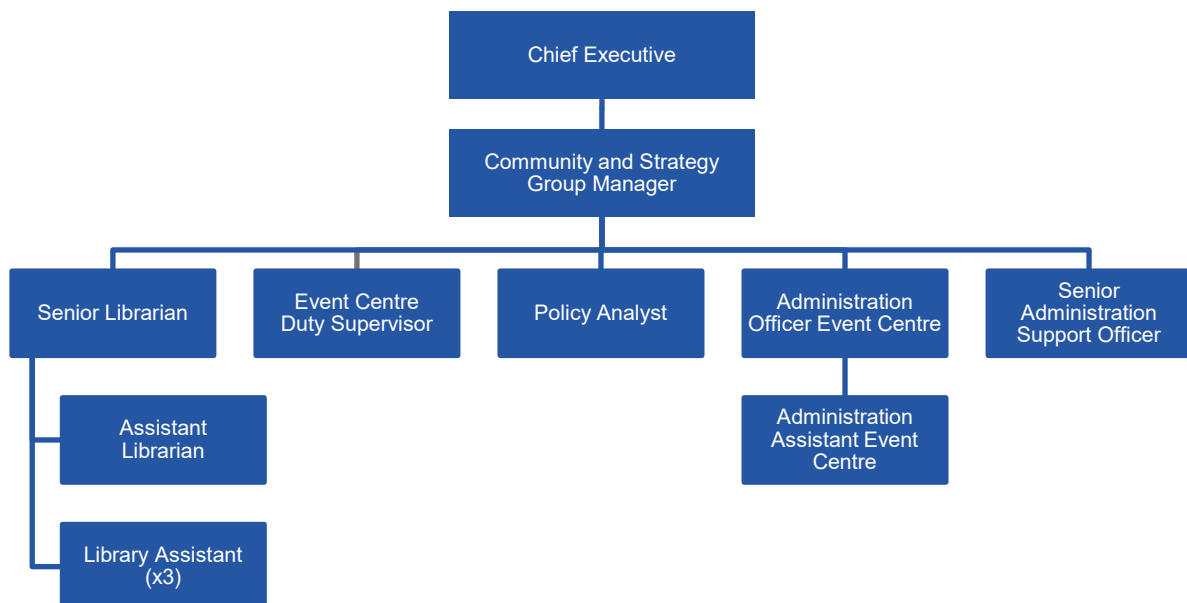 Chief Executive
Community and Strategy
Group Manager
Senior Librarian
Event Centre
Duty Supervisor
Policy Analyst
Administration
Officer Event Centre
Senior
Administration
Support Officer
Assistant
Librarian
Administration
Assistant Event
Centre
Library Assistant
(x3)